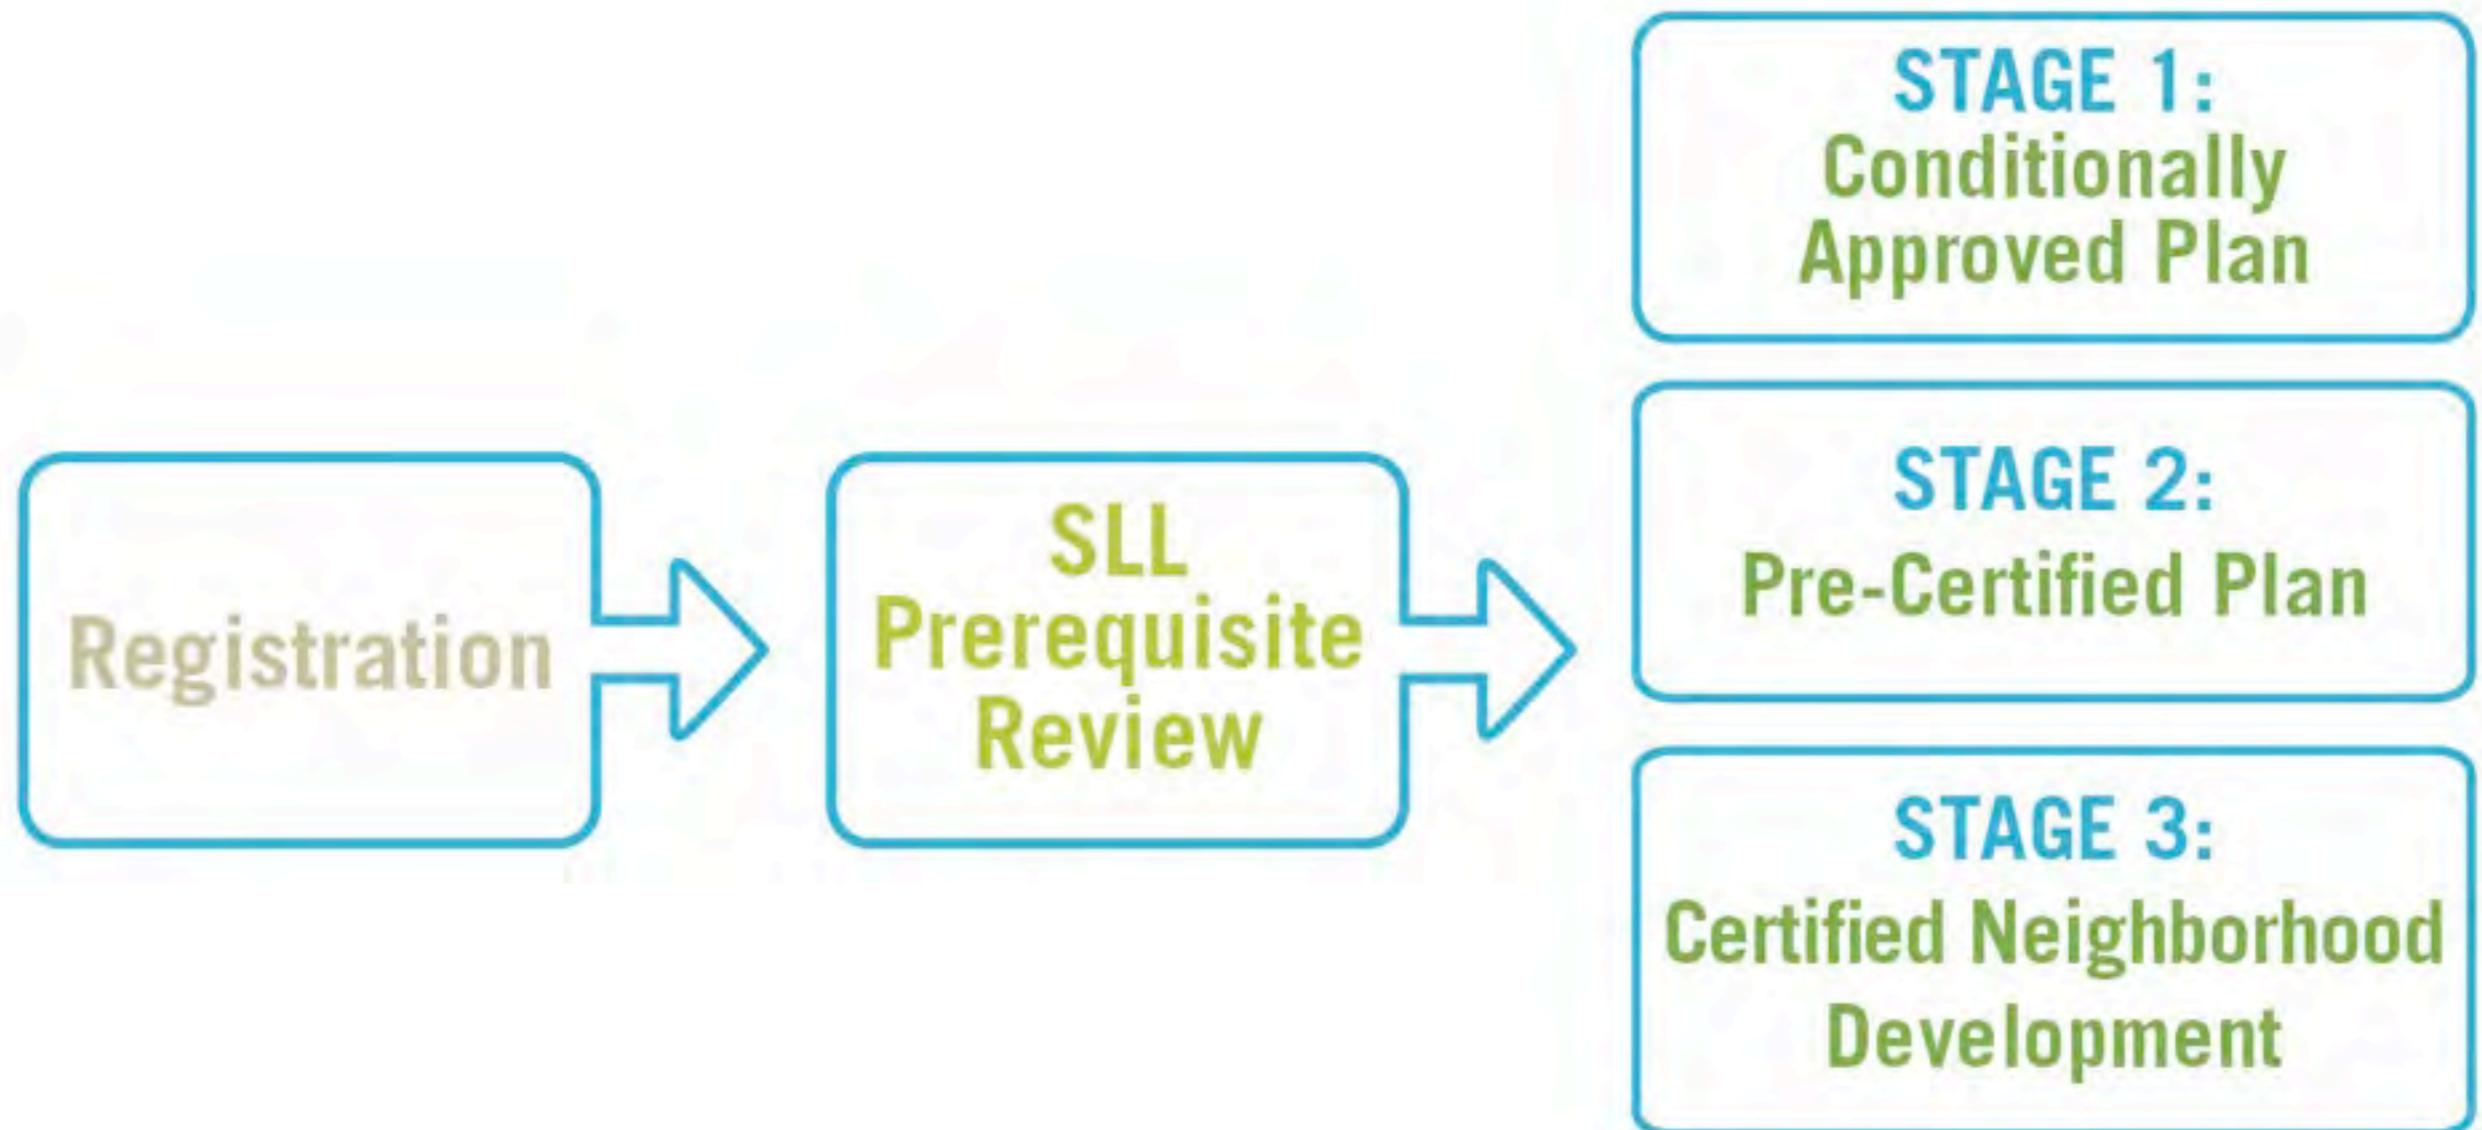 Registration
SLL
Prerequisite
Review
STAGE 1:
Conditionally
Approved Plan
STAGE 2:
Pre-Certified Plan
STAGE 3:
Certified Neighborhood
Development